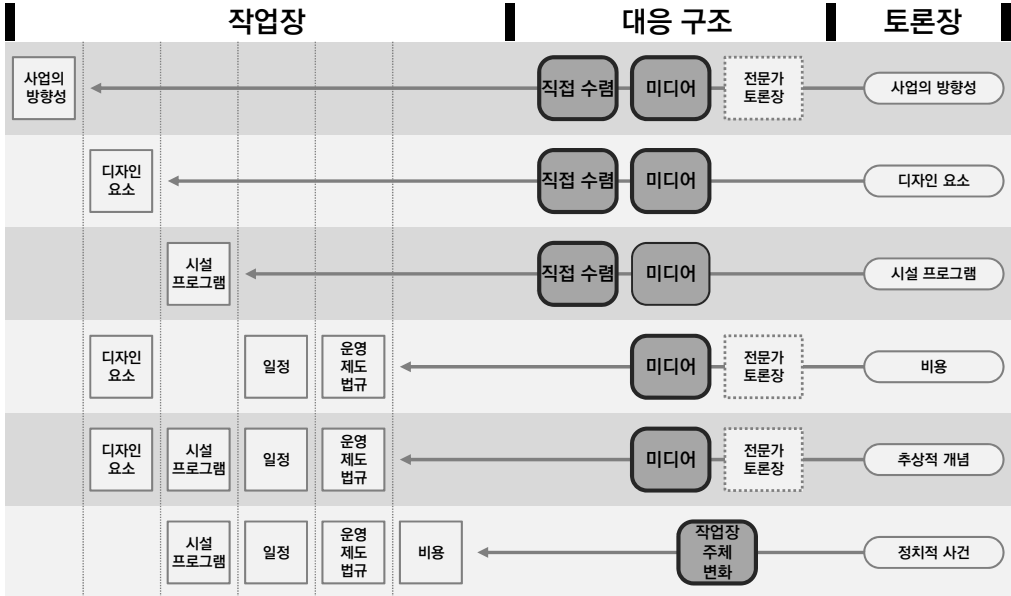 작업장
대응 구조
토론장
사업의
방향성
직접 수렴
미디어
전문가
토론장
사업의 방향성
디자인
요소
직접 수렴
미디어
디자인 요소
시설
프로그램
직접 수렴
미디어
시설 프로그램
디자인
요소
일정
운영
제도
법규
미디어
전문가
토론장
비용
디자인
요소
시설
프로그램
일정
운영
제도
법규
미디어
전문가
토론장
추상적 개념
시설
프로그램
일정
운영
제도
법규
비용
작업장
주체
변화
정치적 사건